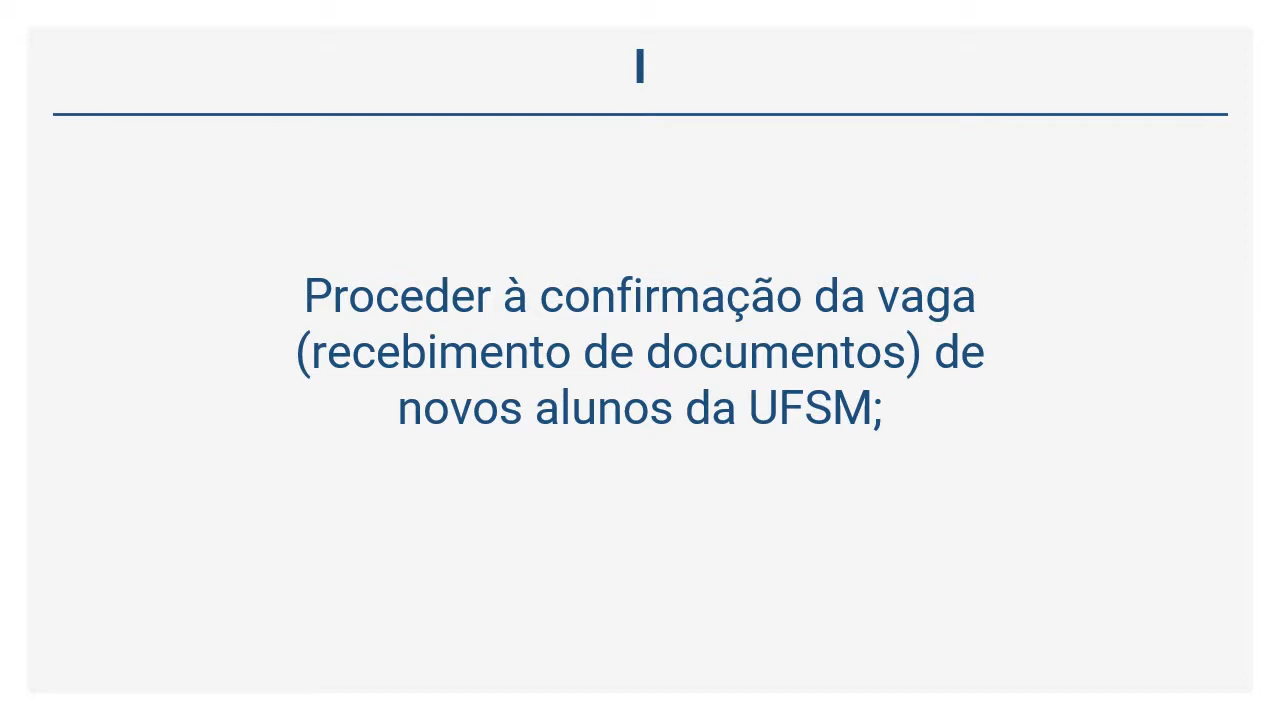 I
Proceder à confirmação da vaga
(recebimento de documentos) de
novos alunos da UFSM;